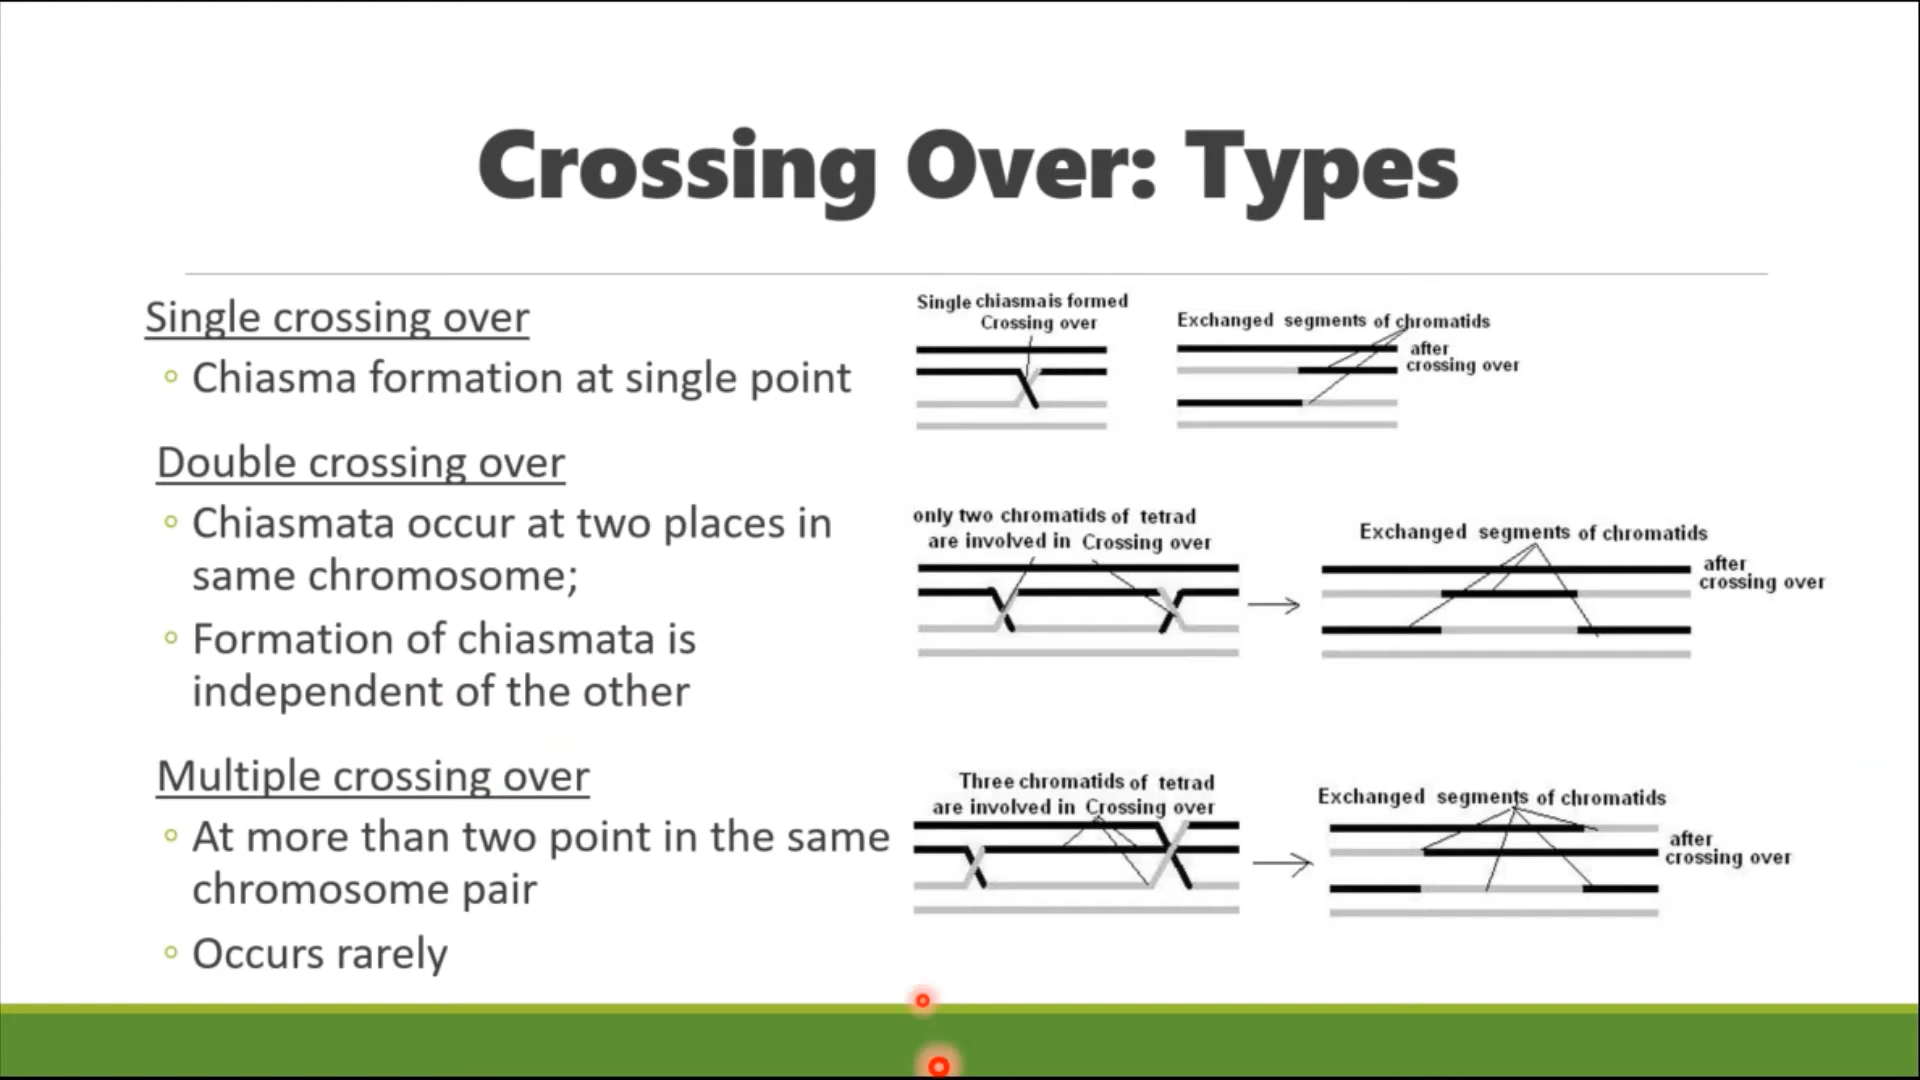 Crossing Over: Types
Single crossing over
Chiasma formation at single point
Double crossing over
Chiasmata occur at two places in
same chromosome;
Formation of chiasmata is
independent of the other
Multiple crossing over
At more than two point in the same
chromosome pair
Occurs rarely
Single chiasmais formed
Crossing over
Exchanged segments of chromatids
after
crossing over
only two chromatids of tetrad
are involved in Crossing over
Exchanged segments of chromatids
after
crossing over
Three chromatids of tetrad
are involved in Crossing over
Exchanged segments of chromatids
after
crossing over